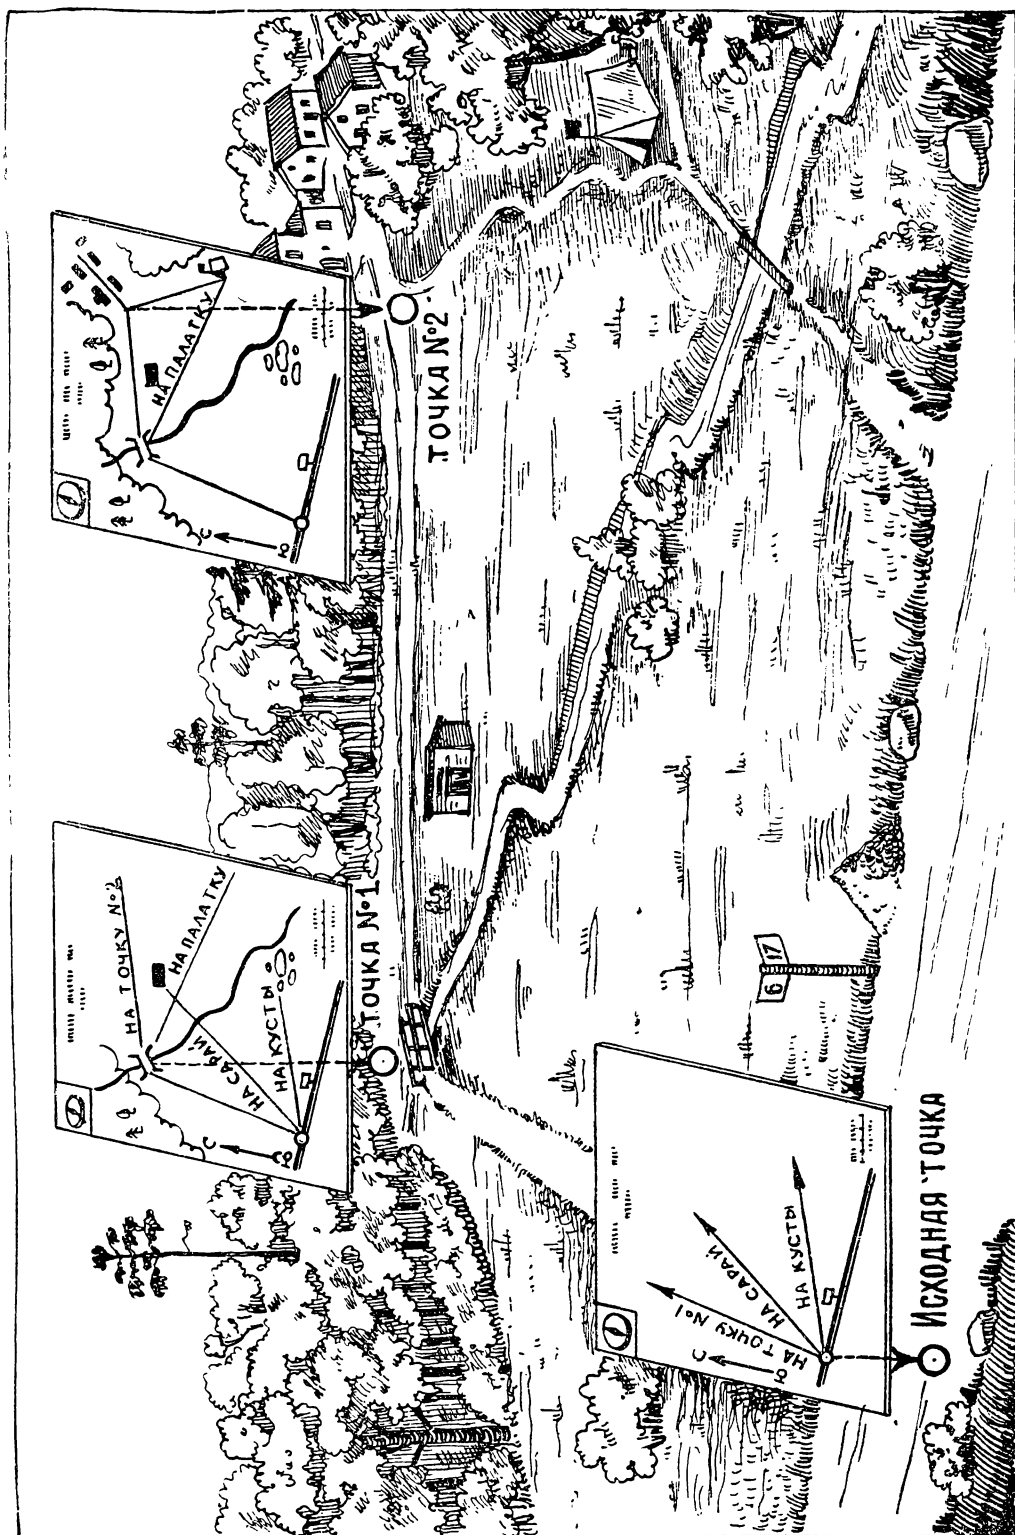 НА ТОЧКУ №2
НА ПАЛАТКУ
НА САРАЙ
НА КУСТЫ
С
Ю
ТОЧКА №1
НА ПАЛАТКУ
С
Ю
ТОЧКА №2
НА ТОЧКУ №1
НА САРАЙ
НА КУСТЫ
С
Ю
6 17
ИСХОДНАЯ ТОЧКА